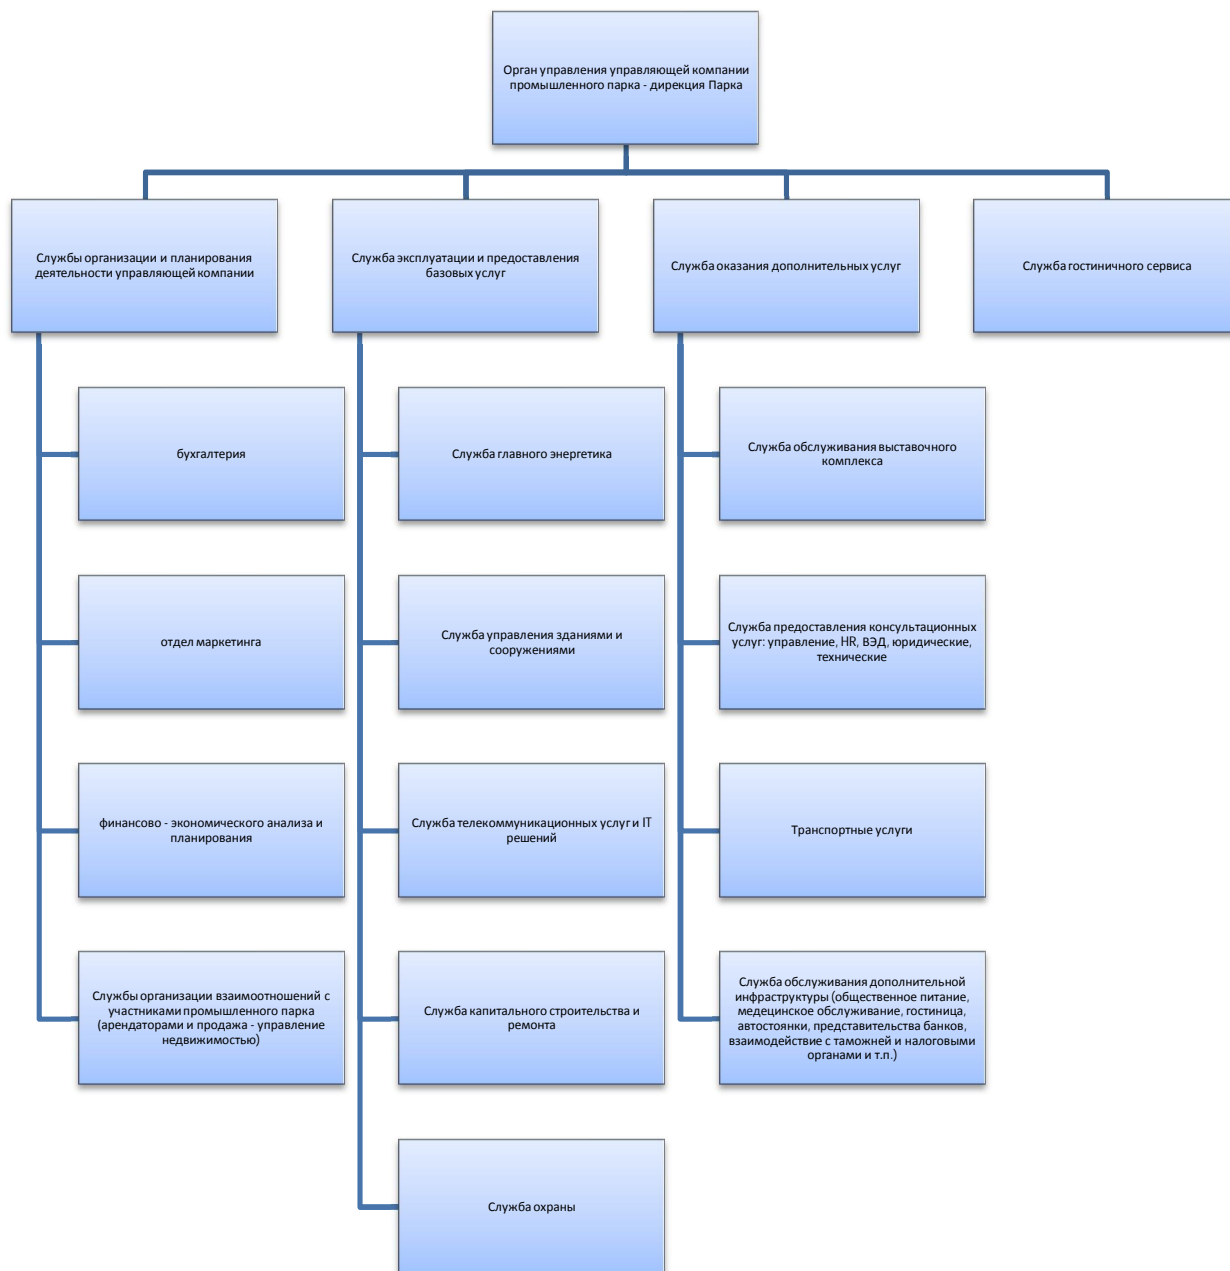 Орган управления управляющей компании
промышленного парка - дирекция Парка
Службы организации и планирования
деятельности управляющей компании
Служба эксплуатации и предоставления
базовых услуг
Служба оказания дополнительных услуг
Служба гостиничного сервиса
бухгалтерия
отдел маркетинга
финансово - экономического анализа и
планирования
Службы организации взаимоотношений с
участниками промышленного парка
(арендаторами и продажа - управление
недвижимостью)
Служба главного энергетика
Служба управления зданиями и
сооружениями
Служба телекоммуникационных услуг и IT
решений
Служба капитального строительства и
ремонта
Служба охраны
Служба обслуживания выставочного
комплекса
Служба предоставления консультационных
услуг: управление, HR, ВЭД, юридические,
технические
Транспортные услуги
Служба обслуживания дополнительной
инфраструктуры (общественное питание,
медецинское обслуживание, гостиница,
автостоянки, представительства банков,
взаимодействие с таможней и налоговыми
органами и т.п.)